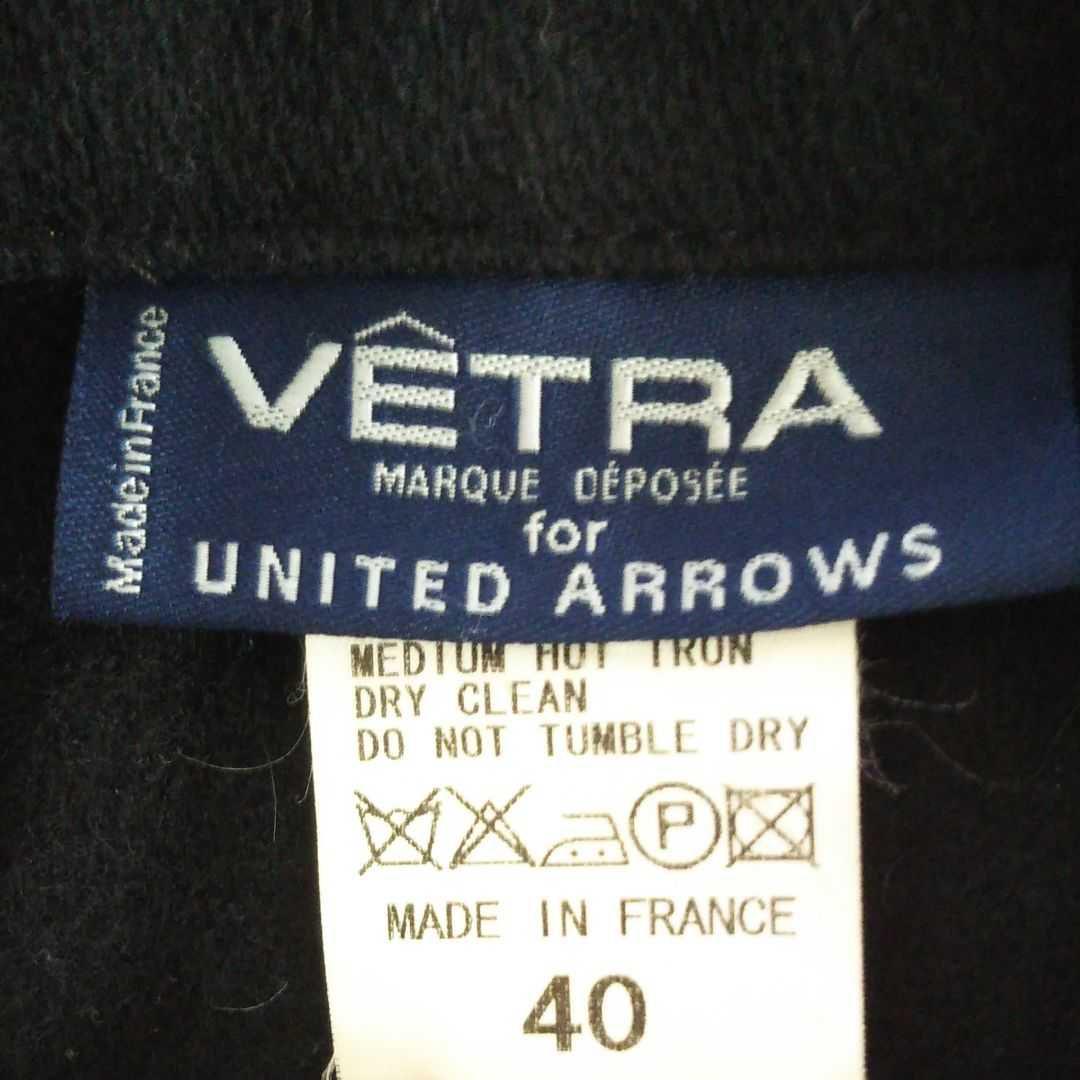 Made in France
VÊTRA
MARQUE DÉPOSÉE
for
UNITED ARROWS
MEDIUM HOT IRON
DRY CLEAN
DO NOT TUMBLE DRY
P
MADE IN FRANCE
40